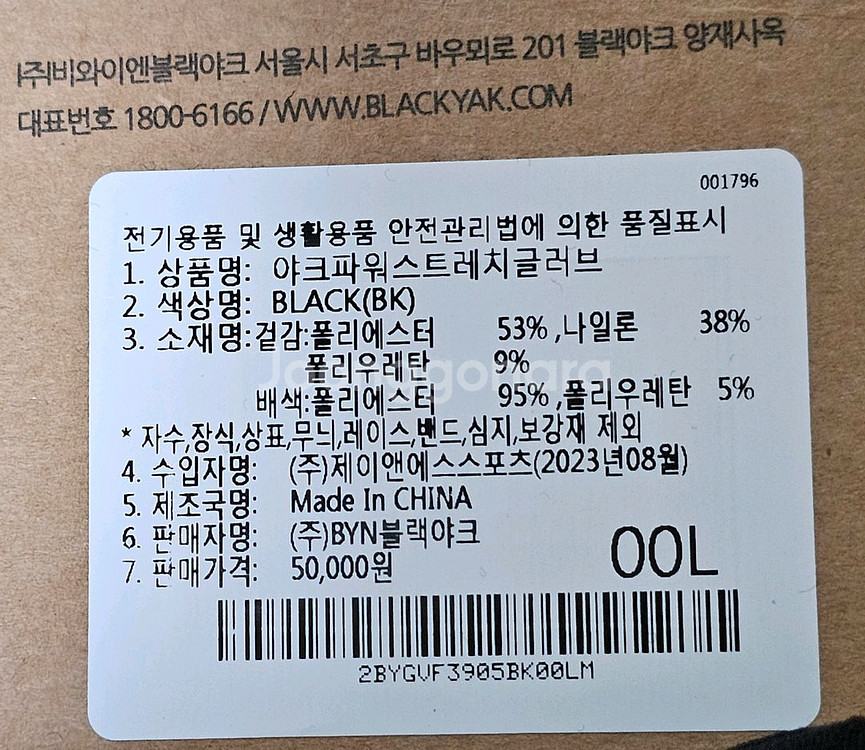 (주)비와이엔블랙야크 서울시 서초구 바우뫼로 201 블랙야크 양재사옥
대표번호 1800-6166 / WWW.BLACKYAK.COM
001796
전기용품 및 생활용품 안전관리법에 의한 품질표시
1. 상품명: 야크파워스트레치글러브
2. 색상명: BLACK(BK)
3. 소재명:겉감:폴리에스터 53%,나일론 38%
폴리우레탄 9%
배색:폴리에스터 95%,폴리우레탄 5%
* 자수,장식,상표,무늬,레이스,밴드,심지,보강재 제외
4. 수입자명: (주)제이앤에스스포츠(2023년08월)
5. 제조국명: Made In CHINA
6. 판매자명: (주)BYN블랙야크
7. 판매가격: 50,000원
00L
2BYGVF3905BK00LM
Joonggonara